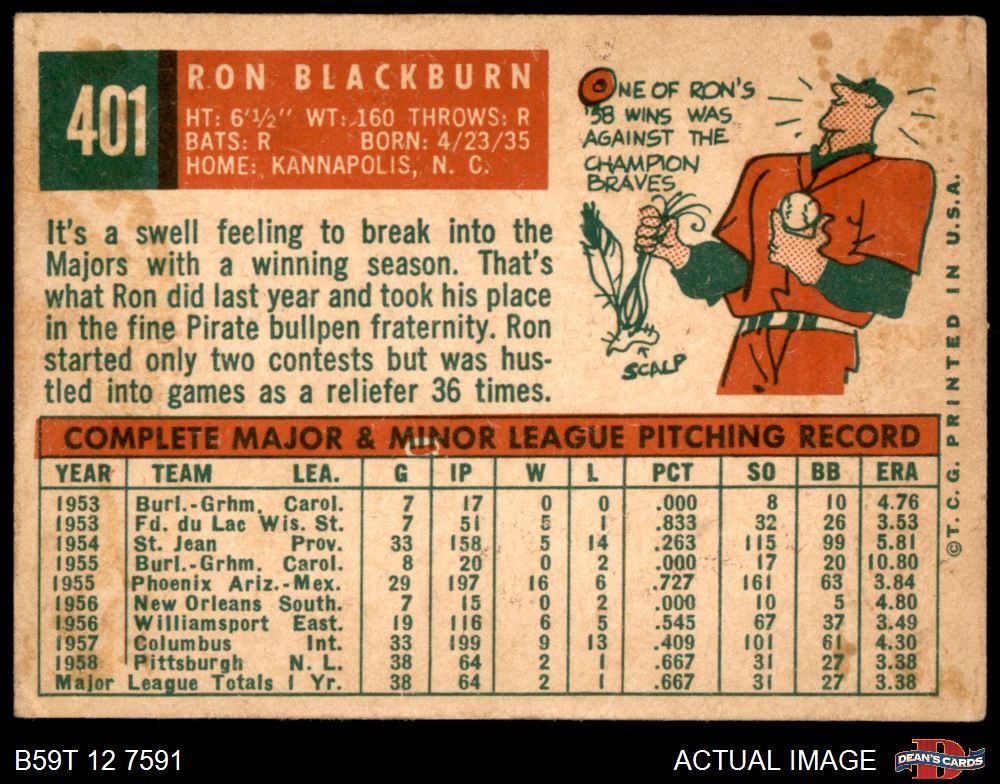 401
RON BLACKBURN
HT: 6'½" WT: 160 THROWS: R
BATS: R BORN: 4/23/35
HOME: KANNAPOLIS, N. C.
ONE OF RON'S
'58 WINS WAS
AGAINST THE
CHAMPION
BRAVES
SCALP
It's a swell feeling to break into the
Majors with a winning season. That's
what Ron did last year and took his place
in the fine Pirate bullpen fraternity. Ron
started only two contests but was hus-
tled into games as a reliefer 36 times.
COMPLETE MAJOR & MINOR LEAGUE PITCHING RECORD
YEAR TEAM LEA. G IP W L PCT SO BB ERA
1953 Burl.-Grhm. Carol. 7 17 0 0 .000 8 10 4.76
1953 Fd. du Lac Wis. St. 7 51 5 1 .833 32 26 3.53
1954 St. Jean Prov. 33 158 5 14 .263 115 99 5.81
1955 Burl.-Grhm. Carol. 8 20 0 2 .000 17 20 10.80
1955 Phoenix Ariz.-Mex. 29 197 16 6 .727 161 63 3.84
1956 New Orleans South. 7 15 0 2 .000 10 5 4.80
1956 Williamsport East. 19 116 6 5 .545 67 37 3.49
1957 Columbus Int. 33 199 9 13 .409 101 61 4.30
1958 Pittsburgh N. L. 38 64 2 1 .667 31 27 3.38
Major League Totals 1 Yr. 38 64 2 1 .667 31 27 3.38
© T. C. G. PRINTED IN U.S.A.
B59T 12 7591
ACTUAL IMAGE
D
DEAN'S CARDS